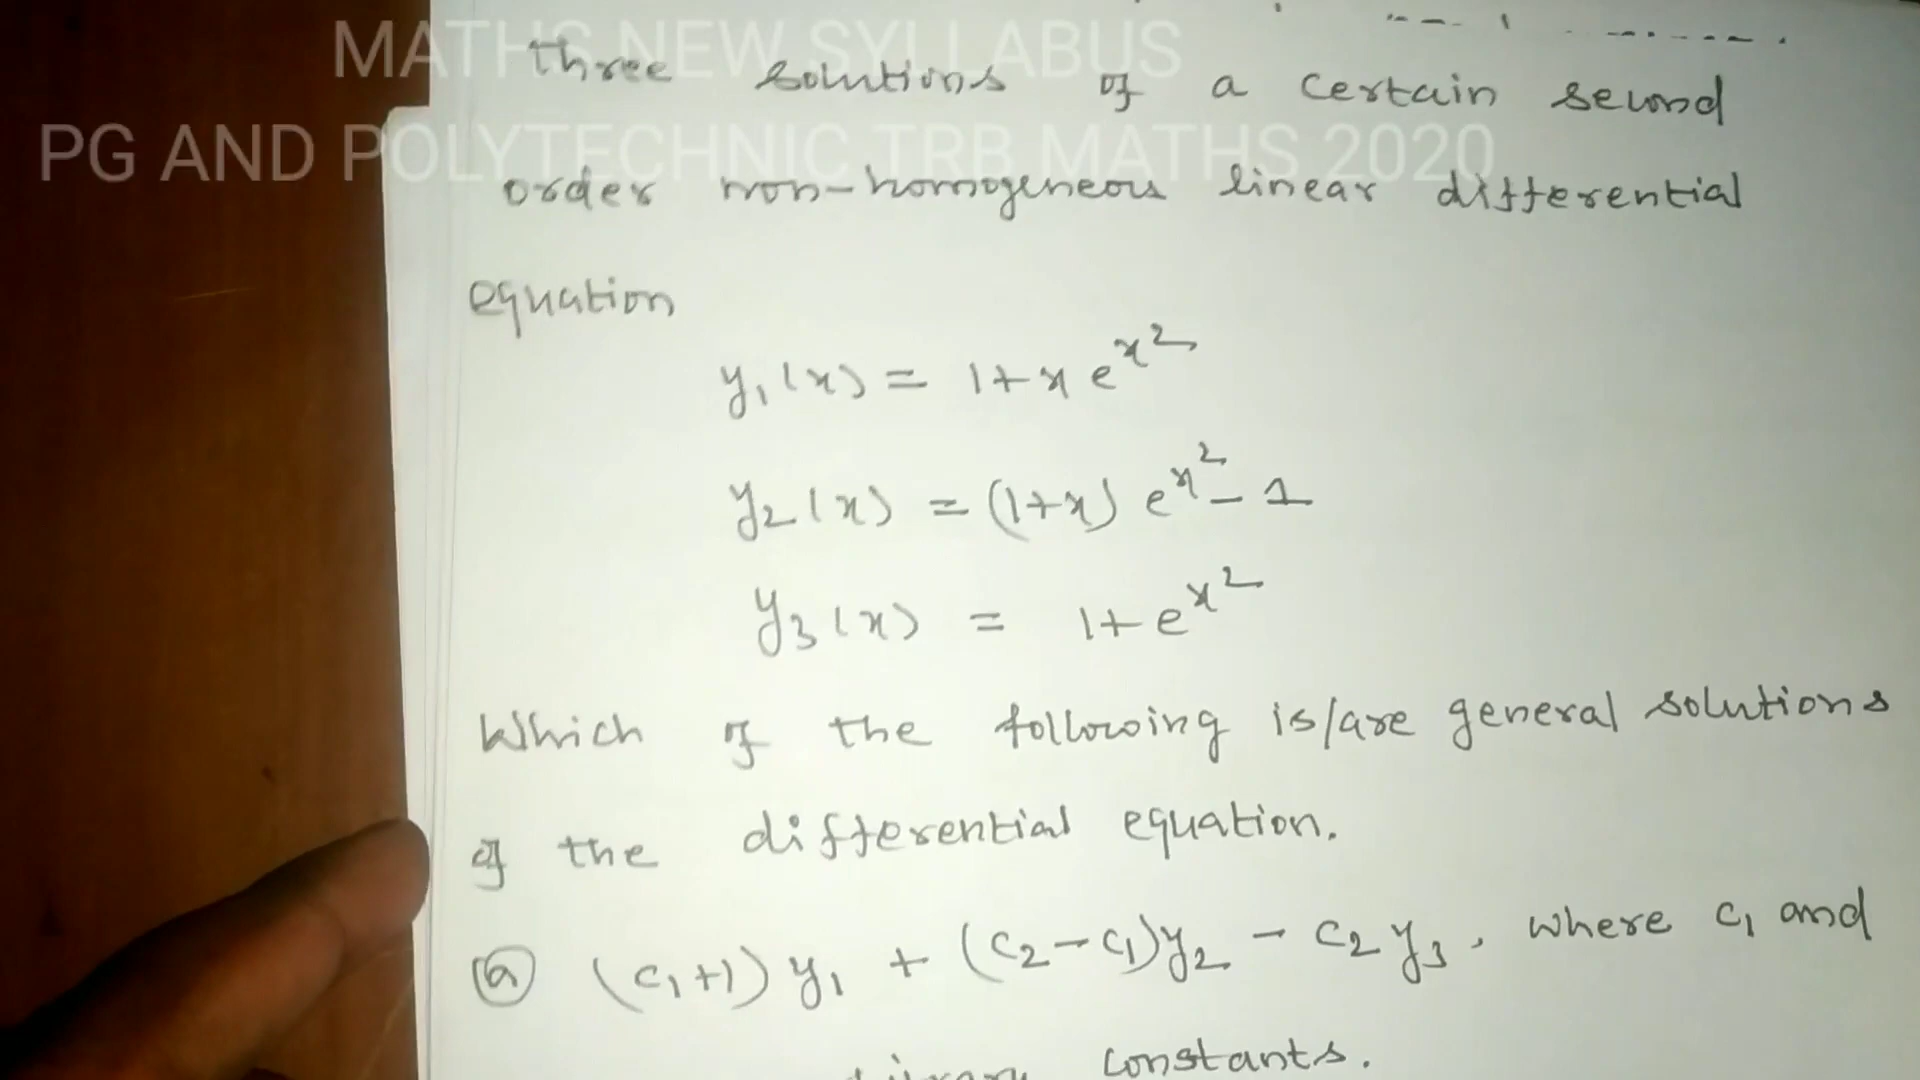 MATHS NEW SYLLABUS
PG AND POLYTECHNIC TRB MATHS 2020
three solutions of a certain second
order non-homogeneous linear differential
equation
y₁(x) = 1+x e^{x²}
y₂(x) = (1+x) e^{x²} - 1
y₃(x) = 1+e^{x²}
Which of the following is/are general solutions
of the differential equation.
(a) (c₁+1) y₁ + (c₂-c₁)y₂ - c₂ y₃, where c₁ and
constants.